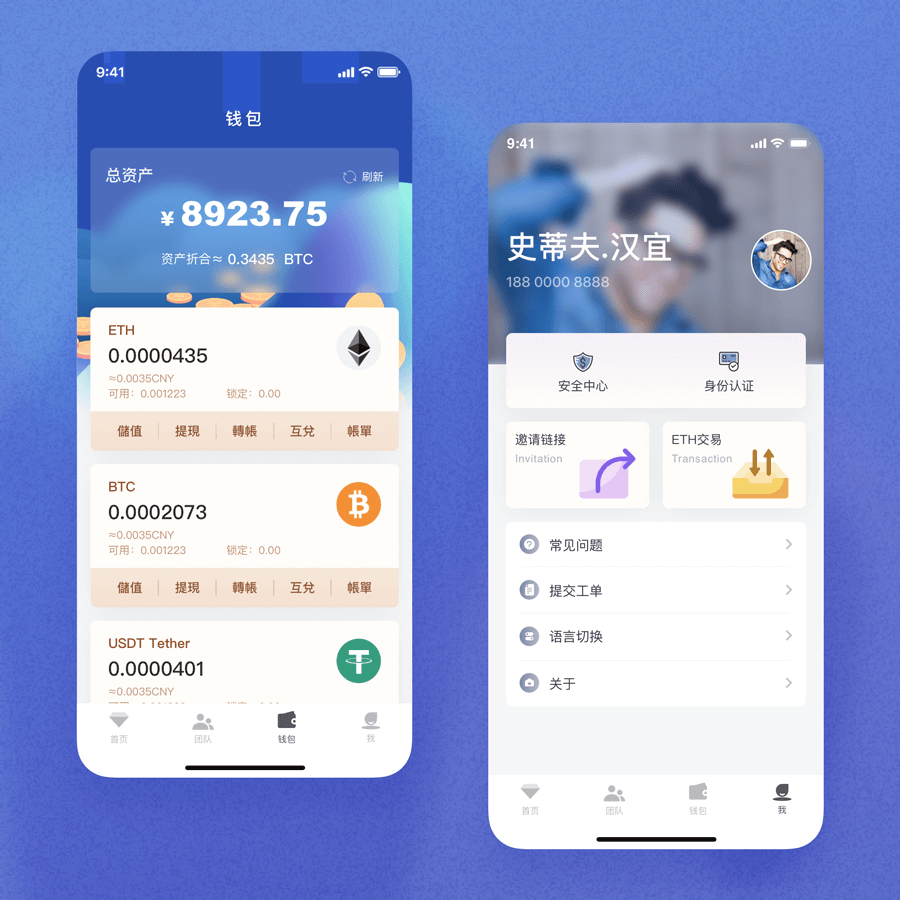 9:41
钱包
总资产
刷新
¥ 8923.75
资产折合≈ 0.3435 BTC
ETH
0.0000435
≈0.0035CNY
可用：0.001223 锁定：0.00
儲值 提現 轉帳 互兌 帳單
BTC
0.0002073
≈0.0035CNY
可用：0.001223 锁定：0.00
儲值 提現 轉帳 互兌 帳單
USDT Tether
0.0000401
≈0.0035CNY
首页 团队 钱包 我
9:41
史蒂夫.汉宜
188 0000 8888
安全中心 身份认证
邀请链接
Invitation
ETH交易
Transaction
常见问题
提交工单
语言切换
关于
首页 团队 钱包 我